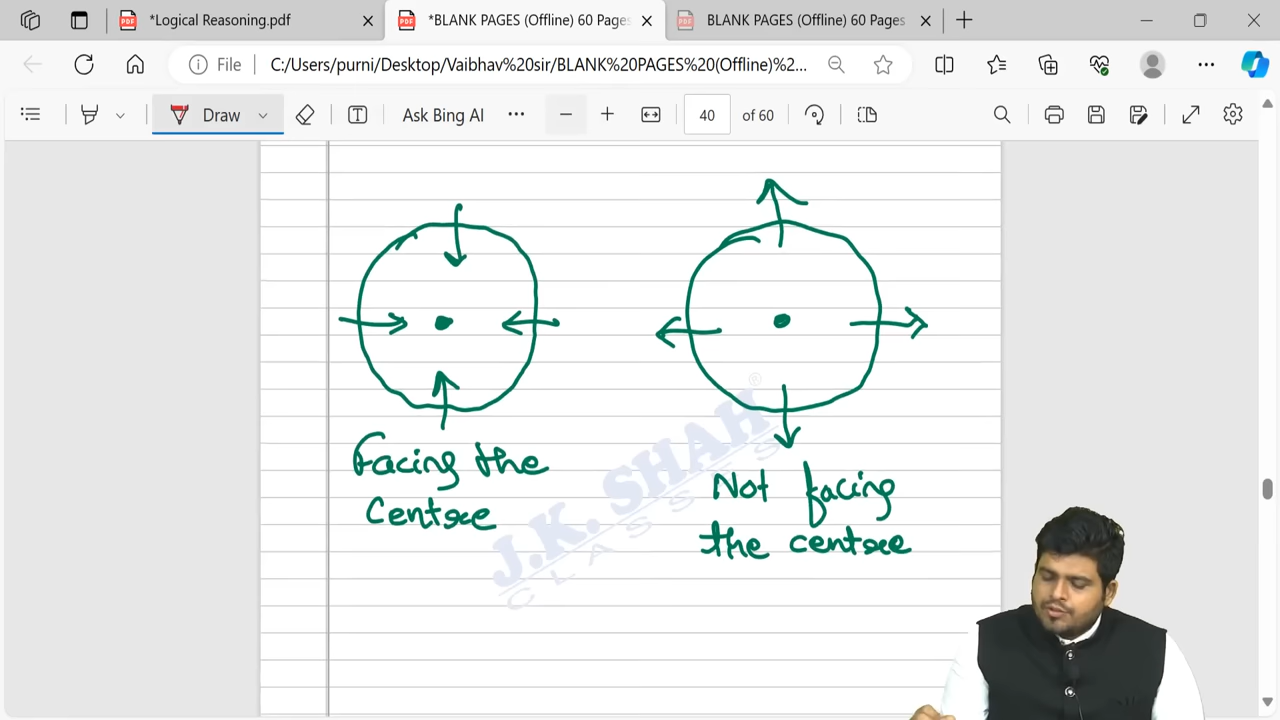 *Logical Reasoning.pdf
*BLANK PAGES (Offline) 60 Pages
BLANK PAGES (Offline) 60 Pages
File
C:/Users/purni/Desktop/Vaibhav%20sir/BLANK%20PAGES%20(Offline)%2...
Draw
Ask Bing AI
40
of 60
Facing the
Centre
Not facing
the centre
J.K. SHAH®
CLASSES